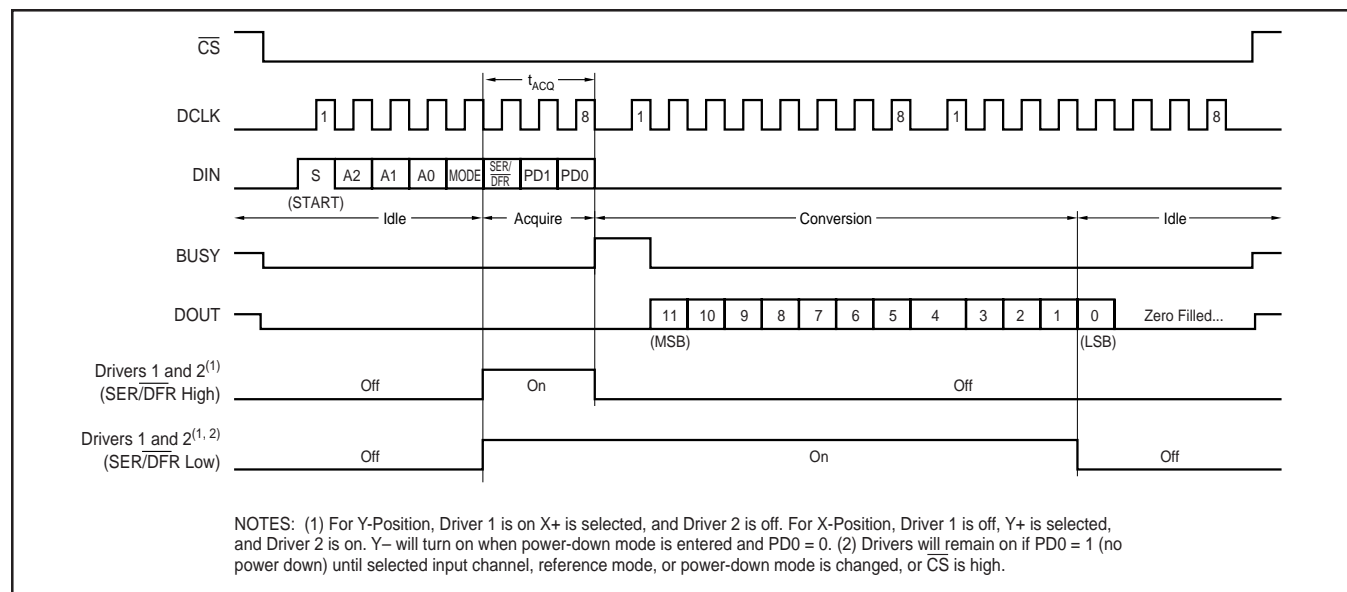 CS
tACQ
DCLK 1 8 1 8 1 8
DIN S A2 A1 A0 MODE SER/DFR PD1 PD0
(START)
Idle Acquire Conversion Idle
BUSY
DOUT 11 10 9 8 7 6 5 4 3 2 1 0 Zero Filled...
(MSB) (LSB)
Drivers 1 and 2(1)
(SER/DFR High) Off On Off
Drivers 1 and 2(1, 2)
(SER/DFR Low) Off On Off
NOTES: (1) For Y-Position, Driver 1 is on X+ is selected, and Driver 2 is off. For X-Position, Driver 1 is off, Y+ is selected,
and Driver 2 is on. Y– will turn on when power-down mode is entered and PD0 = 0. (2) Drivers will remain on if PD0 = 1 (no
power down) until selected input channel, reference mode, or power-down mode is changed, or CS is high.